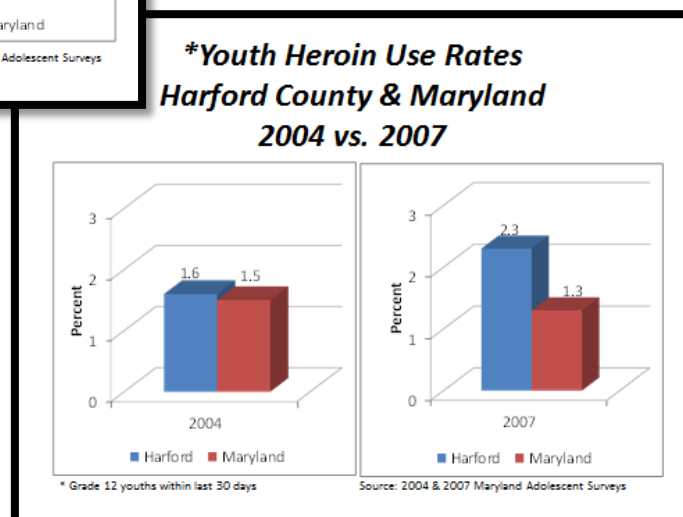 Adolescent Surveys
*Youth Heroin Use Rates
Harford County & Maryland
2004 vs. 2007
3
2
1
0
Percent
1.6
1.5
2004
Harford Maryland
3
2
1
0
Percent
2.3
1.3
2007
Harford Maryland
* Grade 12 youths within last 30 days
Source: 2004 & 2007 Maryland Adolescent Surveys